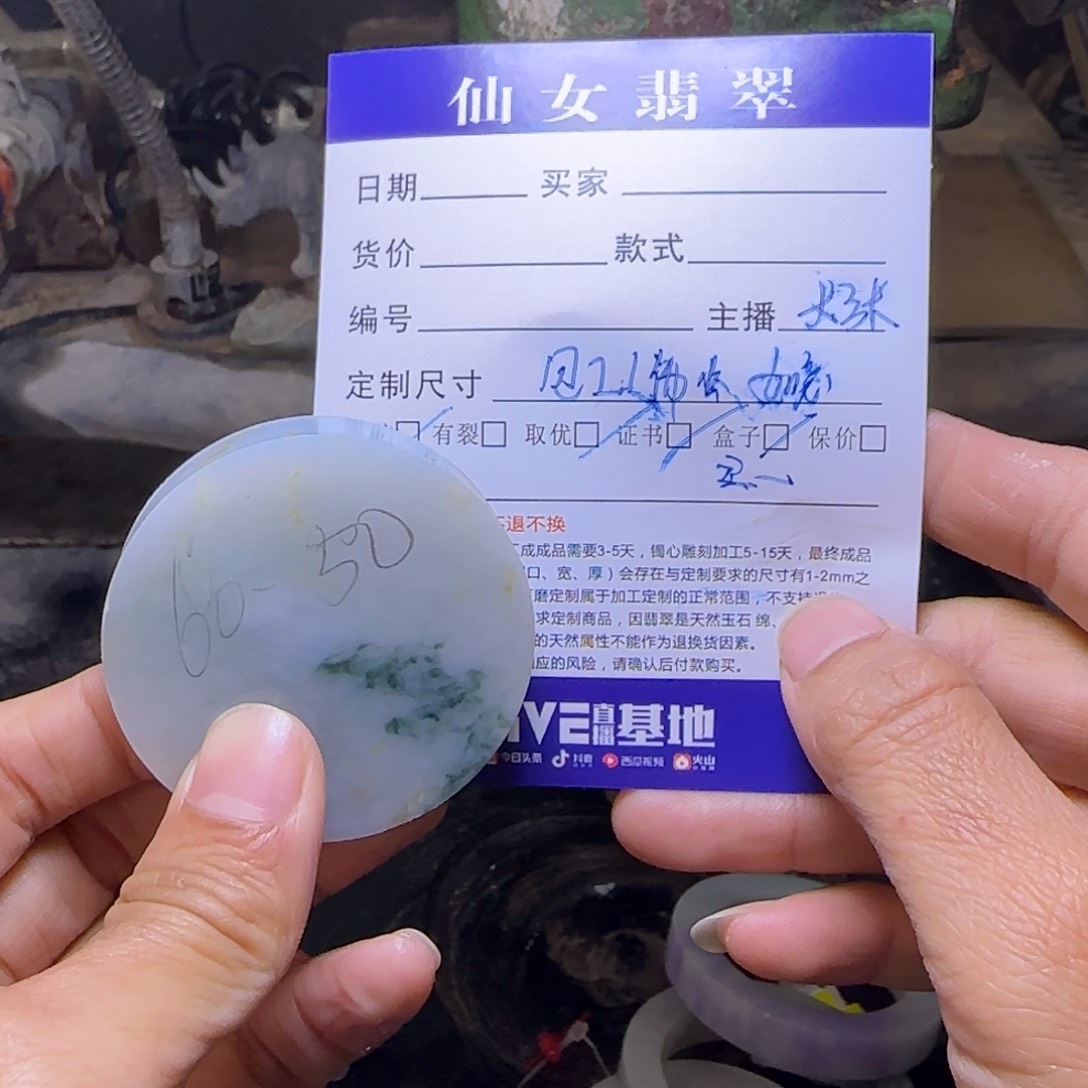 仙女翡翠
日期 买家
货价 款式
编号 主播
定制尺寸
有裂 取优 证书 盒子 保价
退不换
60-50
成成品需要3-5天，镯心雕刻加工5-15天，最终成品
口、宽、厚）会存在与定制要求的尺寸有1-2mm之
磨定制属于加工定制的正常范围，不支持
求定制商品，因翡翠是天然玉石 绵、
的天然属性不能作为退换货因素。
应的风险，请确认后付款购买。
IVE直播基地
今日头条 抖音 西瓜视频 火山